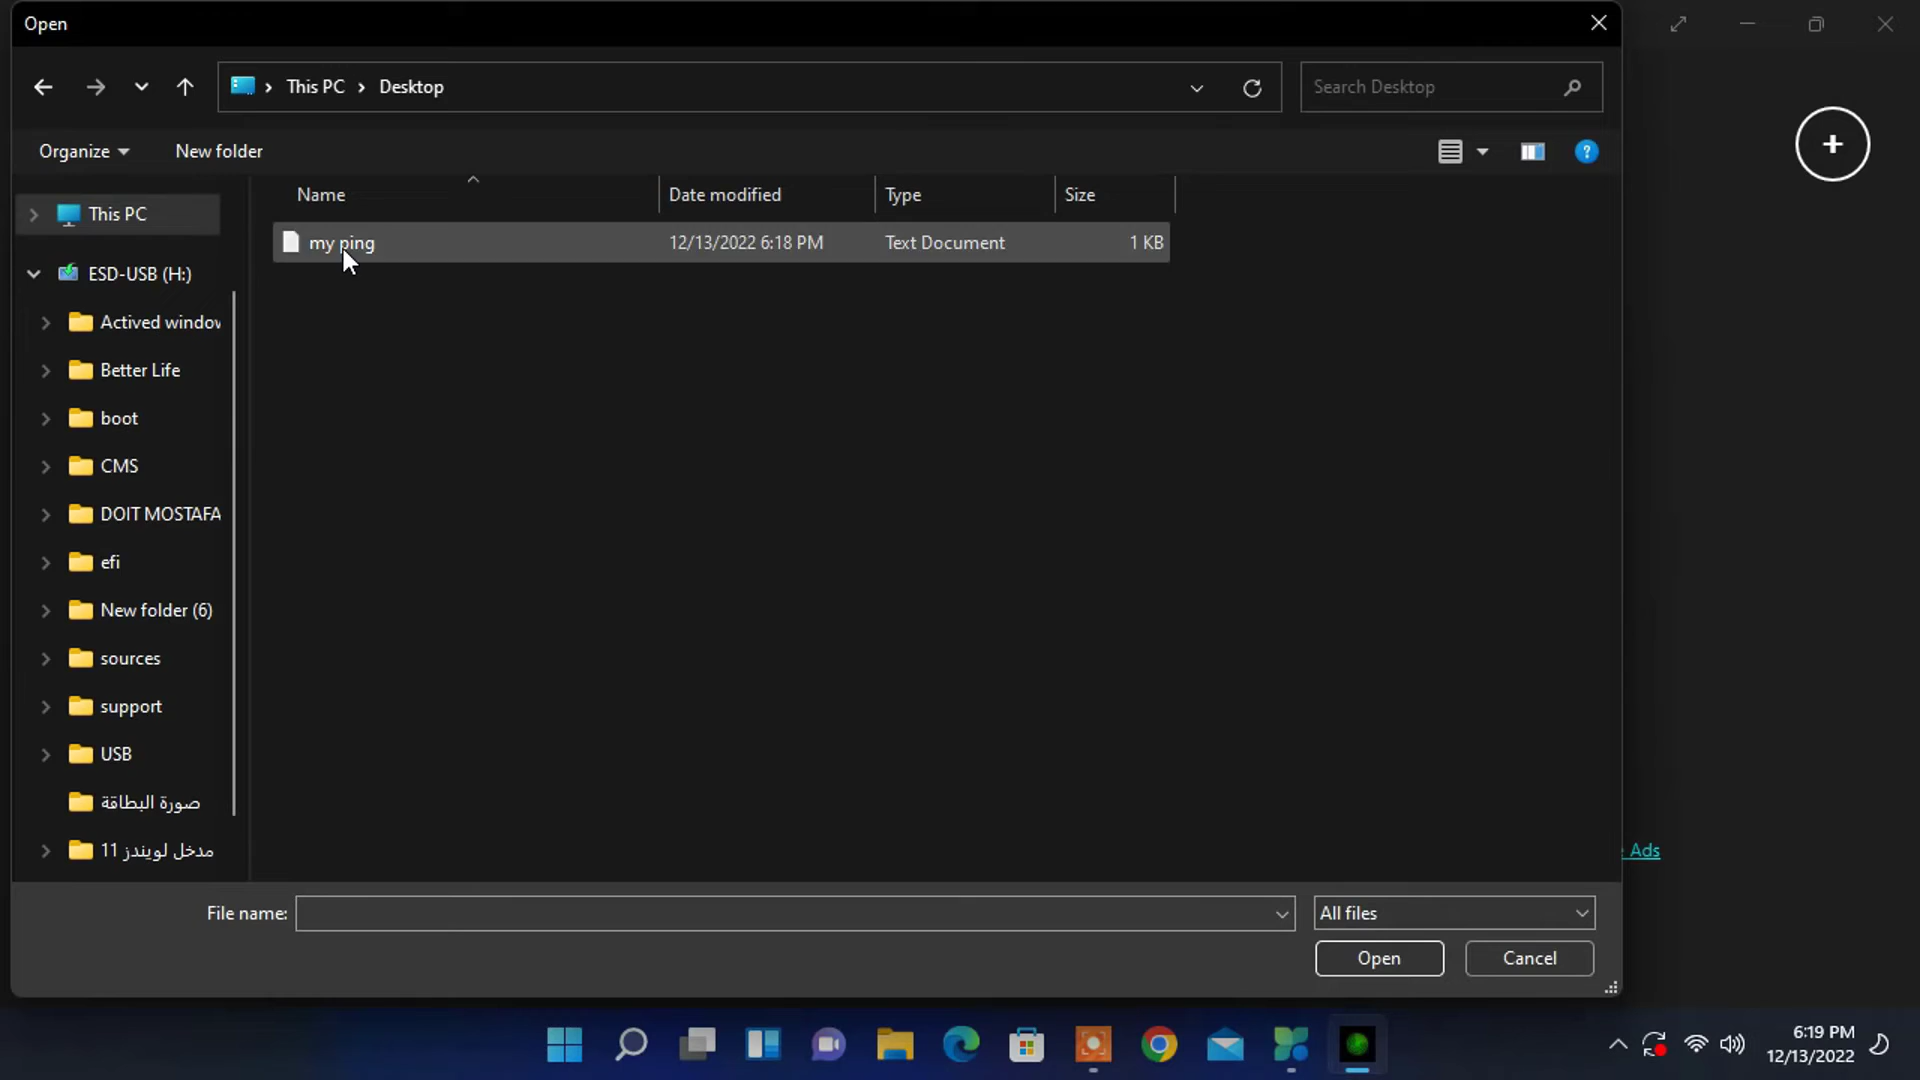 Open
This PC
Desktop
Search Desktop
Organize
New folder
Name
Date modified
Type
Size
This PC
my ping
12/13/2022 6:18 PM
Text Document
1 KB
ESD-USB (H:)
Actived window
Better Life
boot
CMS
DOIT MOSTAFA
efi
New folder (6)
sources
support
USB
صورة البطاقة
مدخل لويندز 11
Ads
File name:
All files
Open
Cancel
6:19 PM
12/13/2022